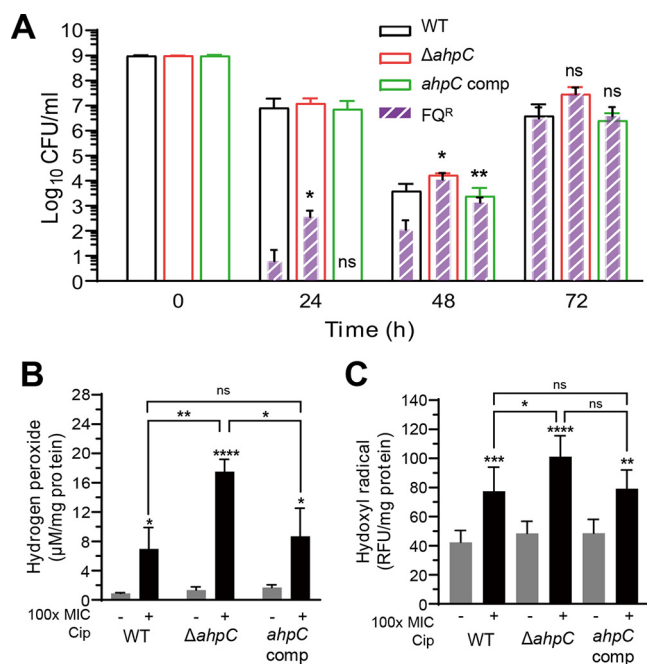 A
WT
ΔahpC
ahpC comp
FQᴿ
Log₁₀ CFU/ml
10
9
8
7
6
5
4
3
2
1
0
* ns * ** ns ns
0 24 48 72
Time (h)
B
Hydrogen peroxide
(µM/mg protein)
28
24
20
16
12
8
4
0
ns
** *
* **** *
100x MIC - + - + - +
Cip WT ΔahpC ahpC
comp
C
Hydoxyl radical
(RFU/mg protein)
140
120
100
80
60
40
20
0
ns
* ns
*** **** **
100x MIC - + - + - +
Cip WT ΔahpC ahpC
comp